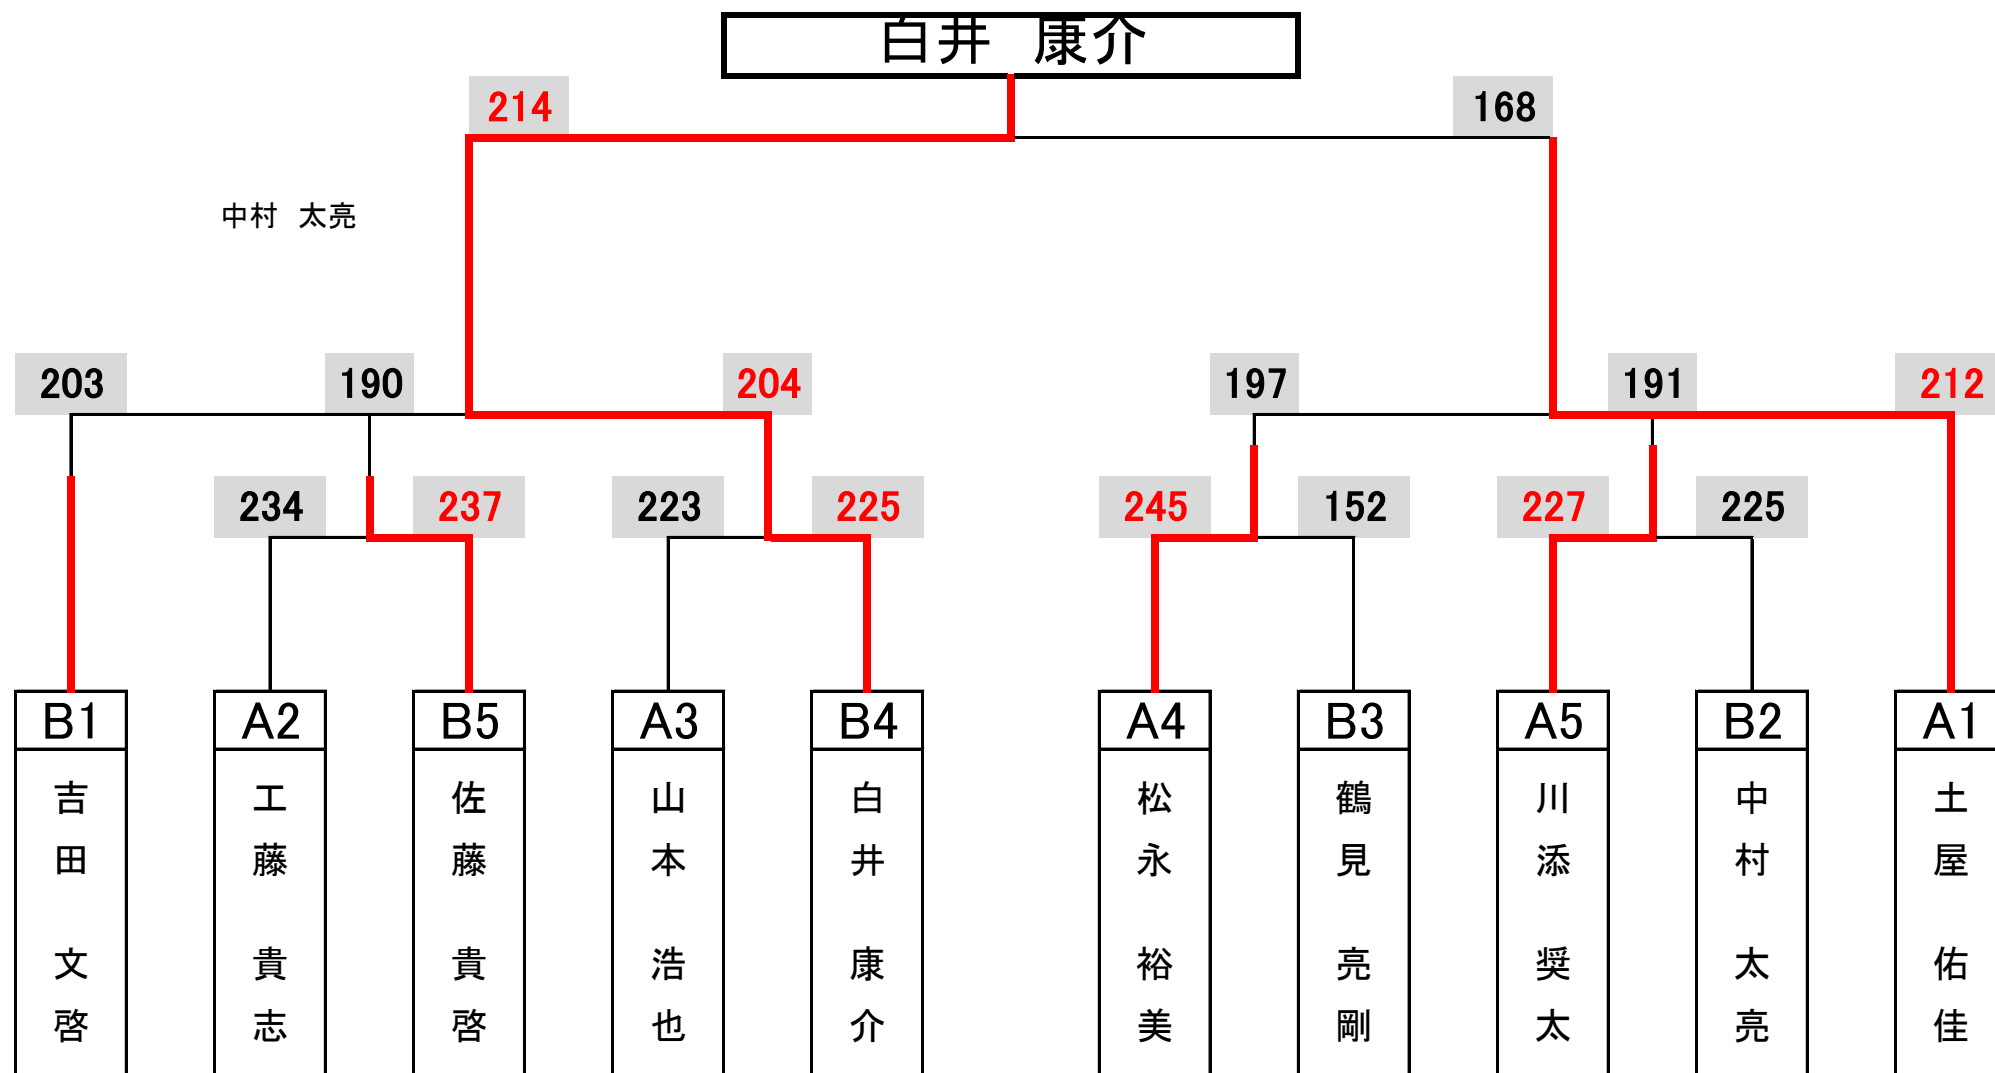 白井　康介
214 168
中村　太亮
203 190 204 197 191 212
234 237 223 225 245 152 227 225
B1 A2 B5 A3 B4 A4 B3 A5 B2 A1
吉田　文啓
工藤　貴志
佐藤　貴啓
山本　浩也
白井　康介
松永　裕美
鶴見　亮剛
川添　奨太
中村　太亮
土屋　佑佳